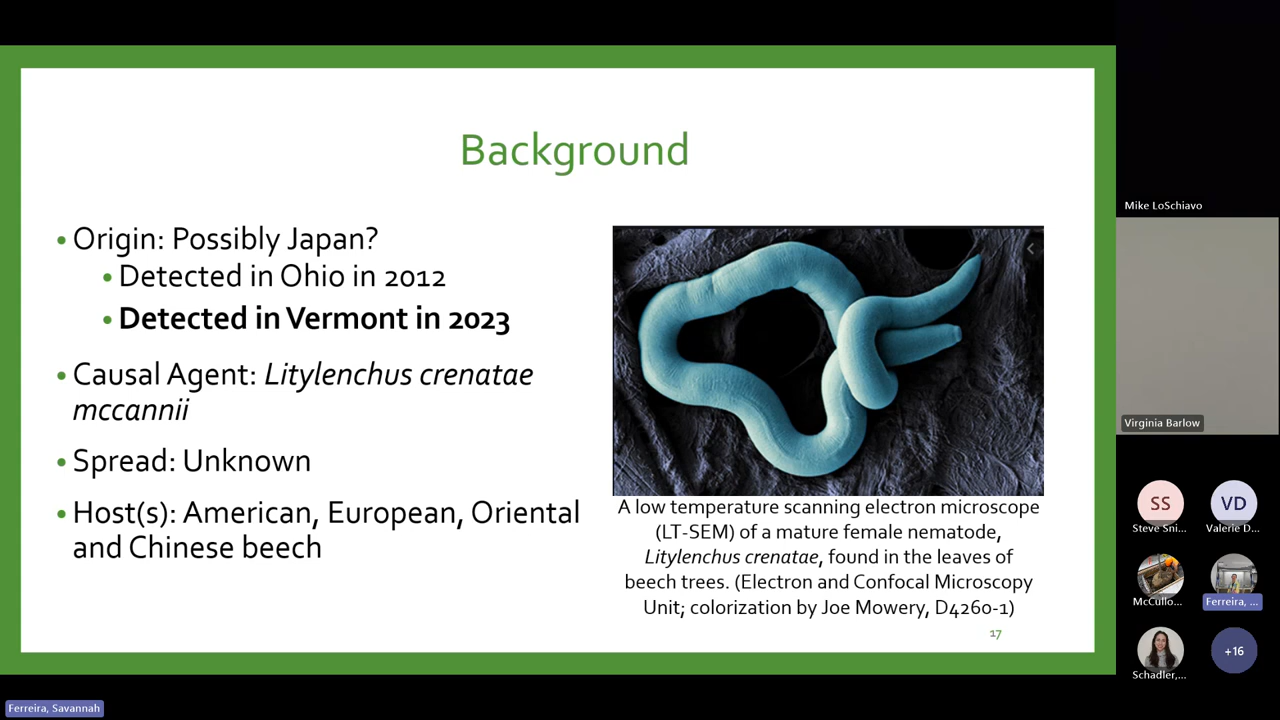 Background
• Origin: Possibly Japan?
• Detected in Ohio in 2012
• Detected in Vermont in 2023
• Causal Agent: Litylenchus crenatae
mccannii
• Spread: Unknown
• Host(s): American, European, Oriental
and Chinese beech
A low temperature scanning electron microscope
(LT-SEM) of a mature female nematode,
Litylenchus crenatae, found in the leaves of
beech trees. (Electron and Confocal Microscopy
Unit; colorization by Joe Mowery, D4260-1)
17
Mike LoSchiavo
Virginia Barlow
SS
VD
Steve Sni...
Valerie D...
McCullo...
Ferreira, ...
Schadler,...
+16
Ferreira, Savannah